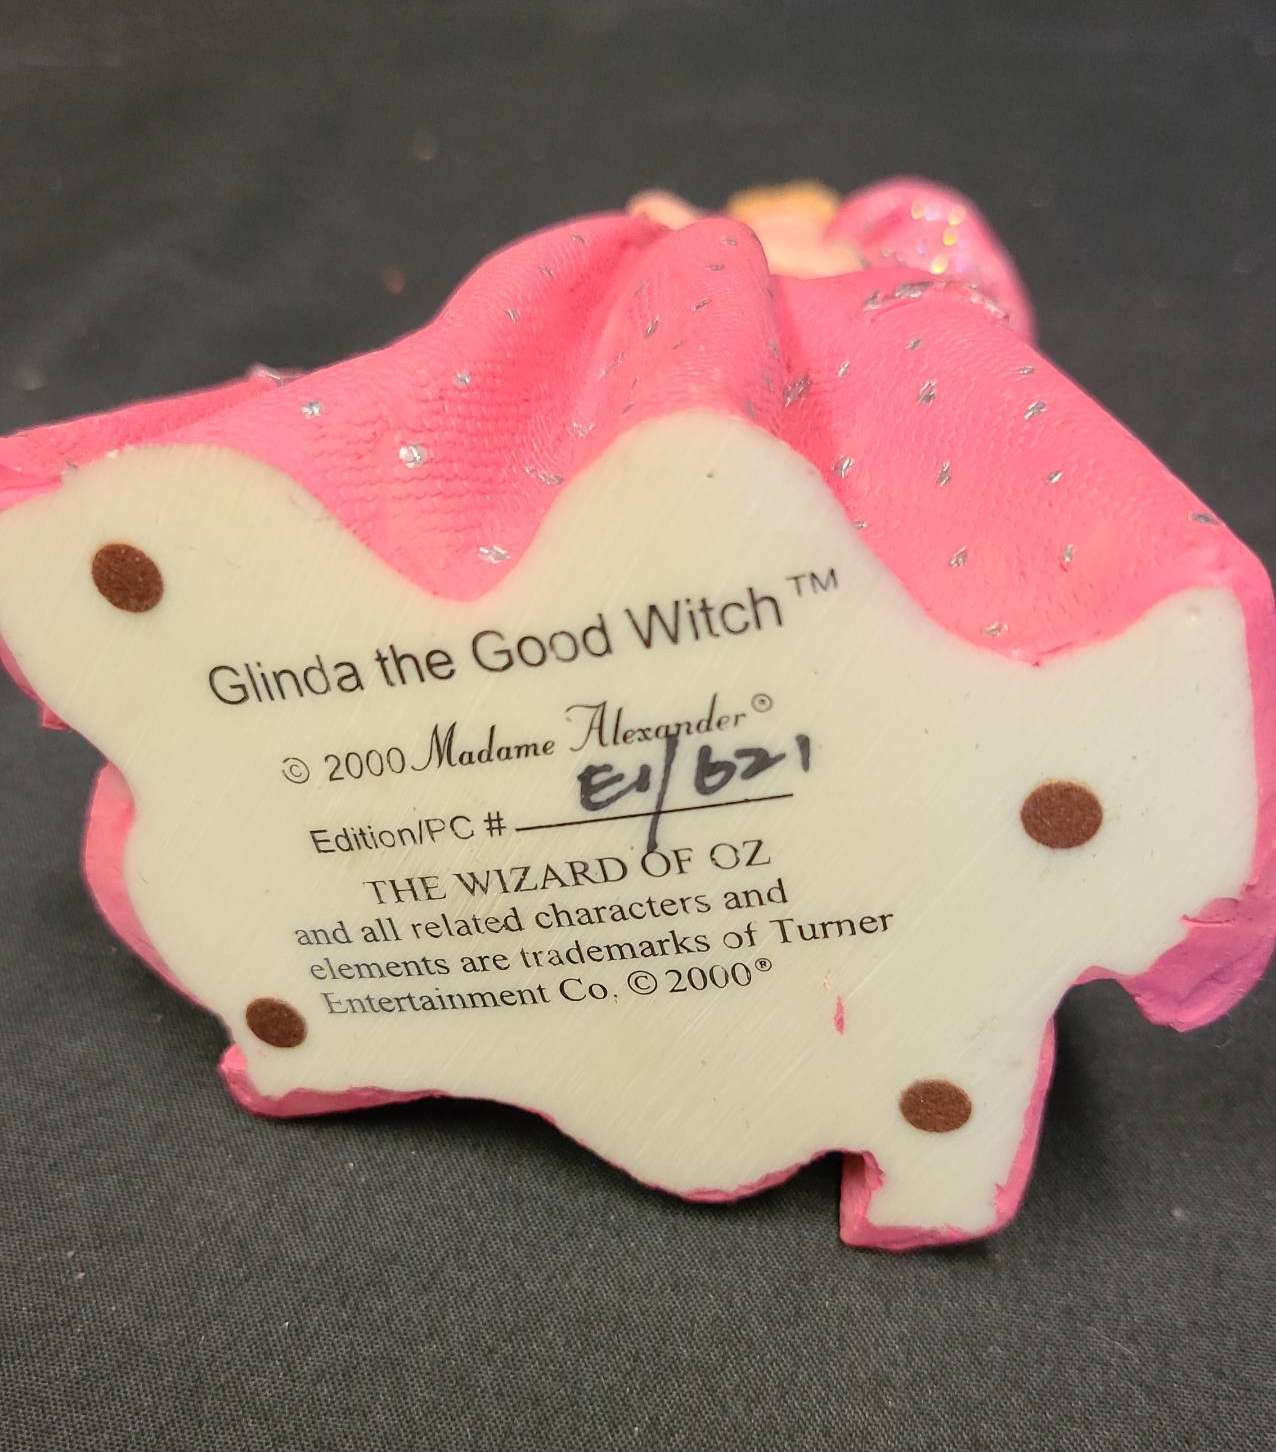 Glinda the Good Witch™
© 2000 Madame Alexander®
Edition/PC # E1/621
THE WIZARD OF OZ
and all related characters and
elements are trademarks of Turner
Entertainment Co. © 2000®